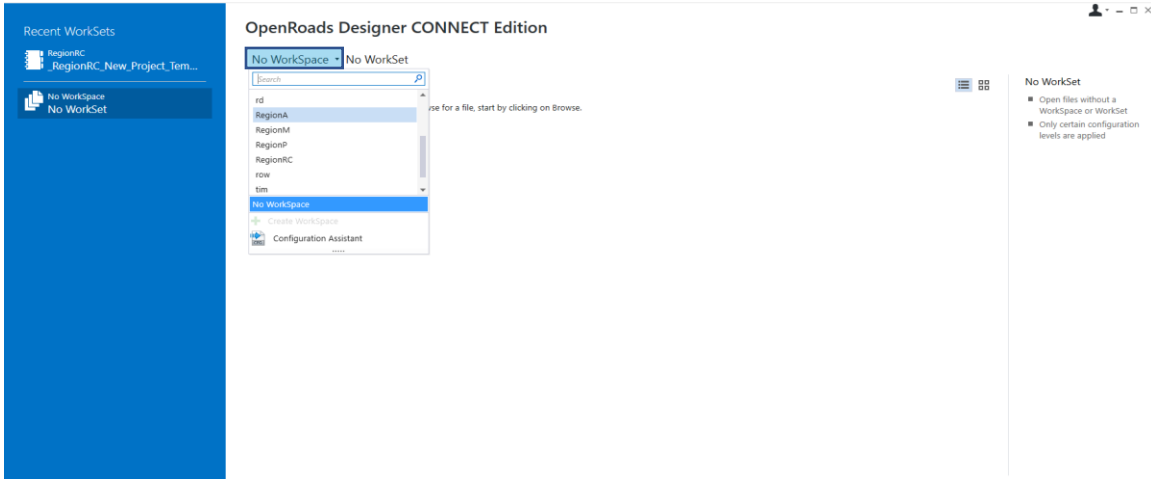 Recent WorkSets
RegionRC
_RegionRC_New_Project_Tem...
No WorkSpace
No WorkSet
OpenRoads Designer CONNECT Edition
No WorkSpace No WorkSet
Search
rd
RegionA
RegionM
RegionP
RegionRC
row
tim
No WorkSpace
Create WorkSpace
Configuration Assistant
se for a file, start by clicking on Browse.
No WorkSet
Open files without a
WorkSpace or WorkSet
Only certain configuration
levels are applied